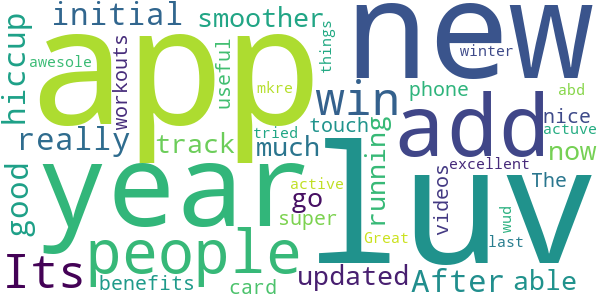 app
new
luv
year
add
people
win
Its
initial
smoother
hiccup
really
good
track
much
running
After
able
updated
go
now
nice
phone
touch
videos
workouts
useful
things
benefits
card
super
The
excellent
winter
active
actuve
awesole
mkre
tried
Great
wud
last
abd